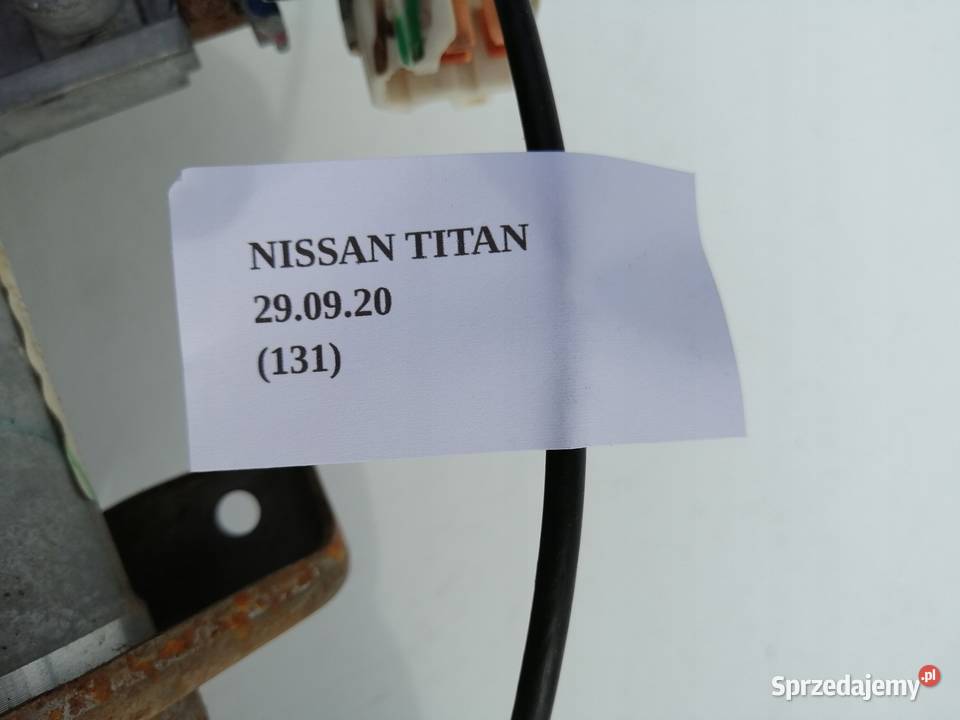 NISSAN TITAN
29.09.20
(131)
Sprzedajemy.pl